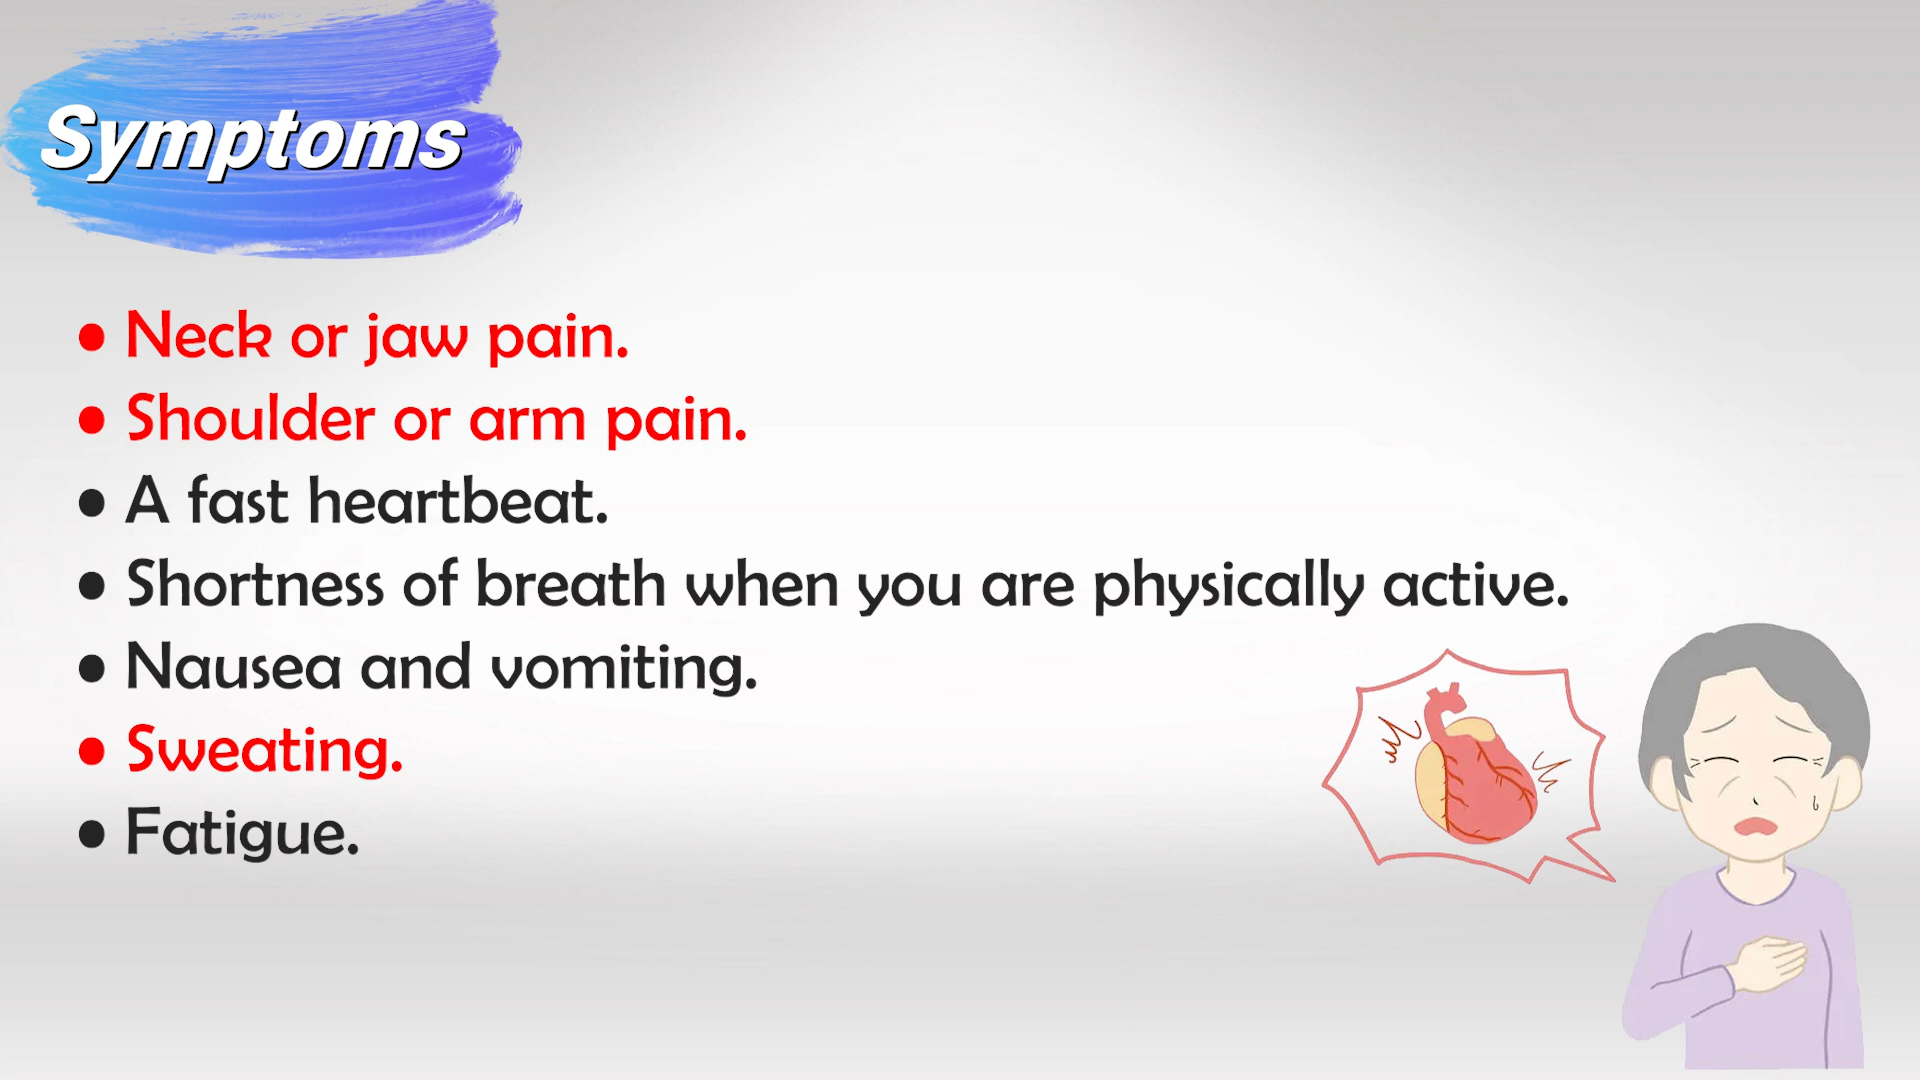 Symptoms
• Neck or jaw pain.
• Shoulder or arm pain.
• A fast heartbeat.
• Shortness of breath when you are physically active.
• Nausea and vomiting.
• Sweating.
• Fatigue.